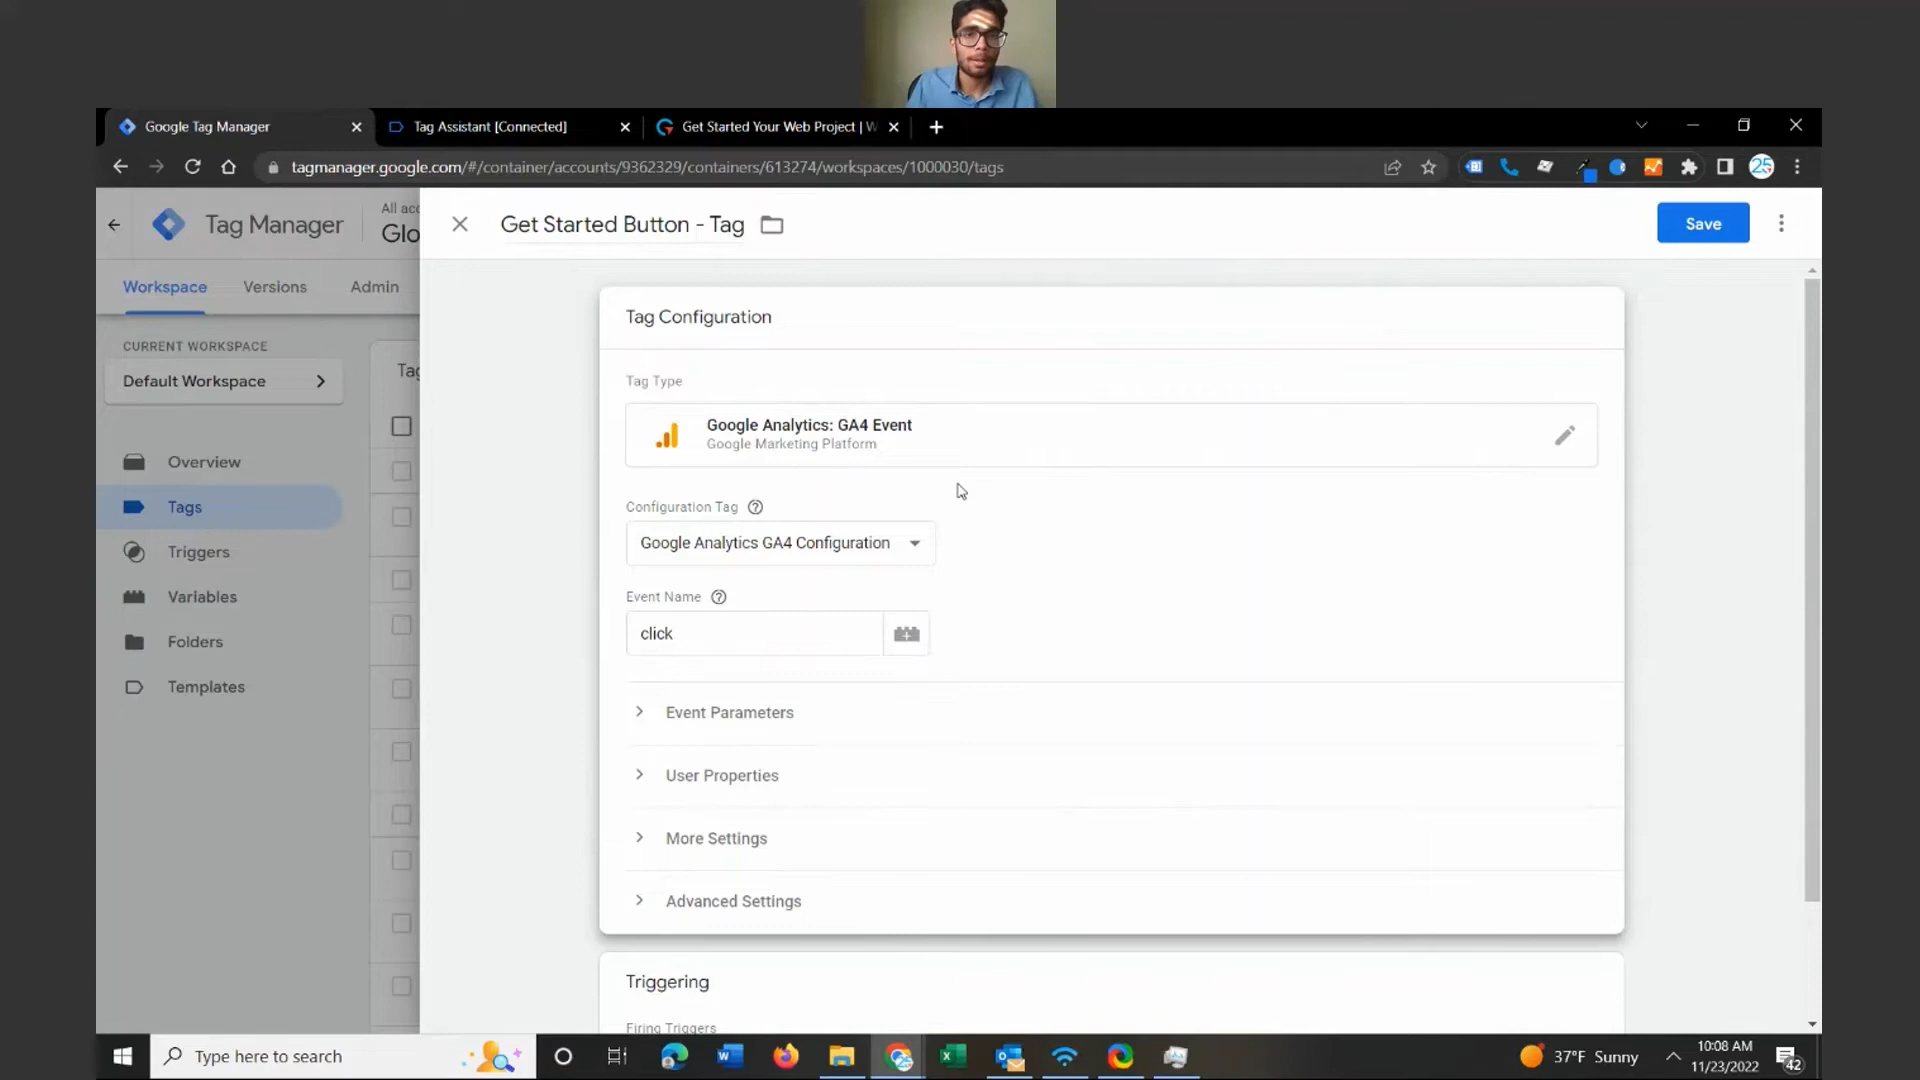 Google Tag Manager
Tag Assistant [Connected]
Get Started Your Web Project | W
tagmanager.google.com/#/container/accounts/9362329/containers/613274/workspaces/1000030/tags
25
Tag Manager
All acc
Glo
Get Started Button - Tag
Save
Workspace
Versions
Admin
CURRENT WORKSPACE
Default Workspace
Tag
Overview
Tags
Triggers
Variables
Folders
Templates
Tag Configuration
Tag Type
Google Analytics: GA4 Event
Google Marketing Platform
Configuration Tag
Google Analytics GA4 Configuration
Event Name
click
Event Parameters
User Properties
More Settings
Advanced Settings
Triggering
Firing Triggers
Type here to search
37°F Sunny
10:08 AM
11/23/2022
42